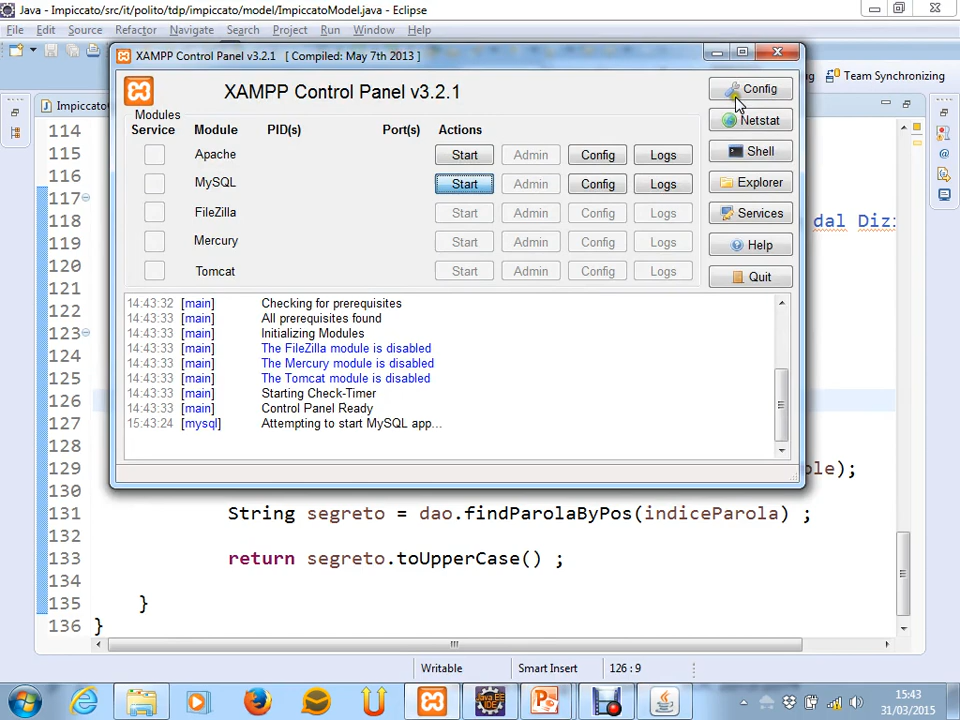 Java - Impiccato/src/it/polito/tdp/impiccato/model/ImpiccatoModel.java - Eclipse
File Edit Source Refactor Navigate Search Project Run Window Help
XAMPP Control Panel v3.2.1 [ Compiled: May 7th 2013 ]
Team Synchronizing
XAMPP Control Panel v3.2.1
Config
Modules
Service Module PID(s) Port(s) Actions
Netstat
Apache Start Admin Config Logs
Shell
MySQL Start Admin Config Logs
Explorer
FileZilla Start Admin Config Logs
Services
Mercury Start Admin Config Logs
Help
Tomcat Start Admin Config Logs
Quit
14:43:32 [main] Checking for prerequisites
14:43:33 [main] All prerequisites found
14:43:33 [main] Initializing Modules
14:43:33 [main] The FileZilla module is disabled
14:43:33 [main] The Mercury module is disabled
14:43:33 [main] The Tomcat module is disabled
14:43:33 [main] Starting Check-Timer
14:43:33 [main] Control Panel Ready
15:43:24 [mysql] Attempting to start MySQL app...
114
115
116
117
118 dal
119
120
121
122
123
124
125
126
127
128
129
130
131 String segreto = dao.findParolaByPos(indiceParola) ;
132
133 return segreto.toUpperCase() ;
134
135 }
136 }
Writable Smart Insert 126 : 9
15:43
31/03/2015